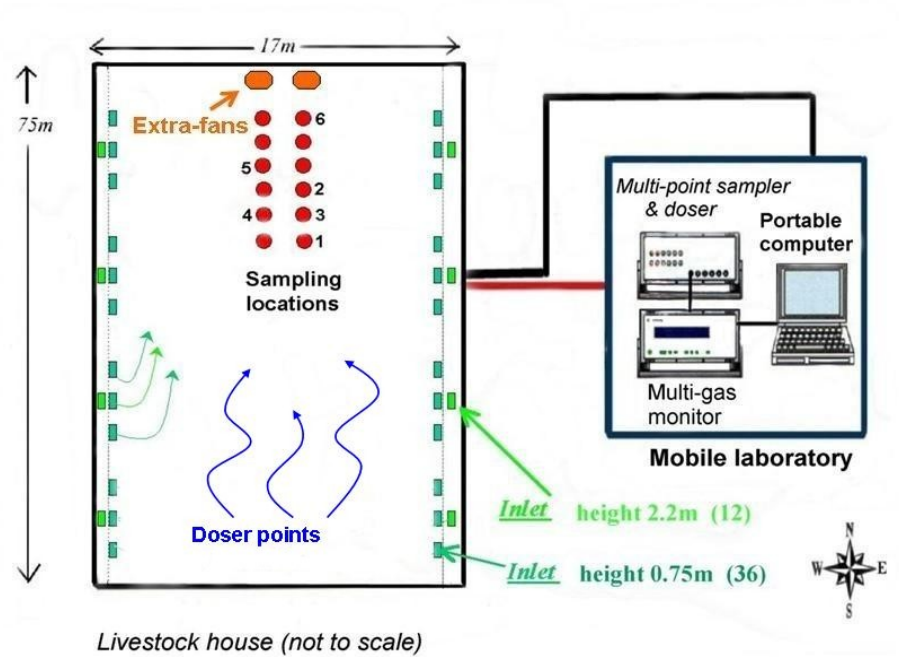 17m
75m
Extra-fans
6
5
2
4
3
1
Sampling
locations
Multi-point sampler
& doser
Portable
computer
Multi-gas
monitor
Mobile laboratory
Doser points
Inlet height 2.2m (12)
Inlet height 0.75m (36)
N
W E
S
Livestock house (not to scale)